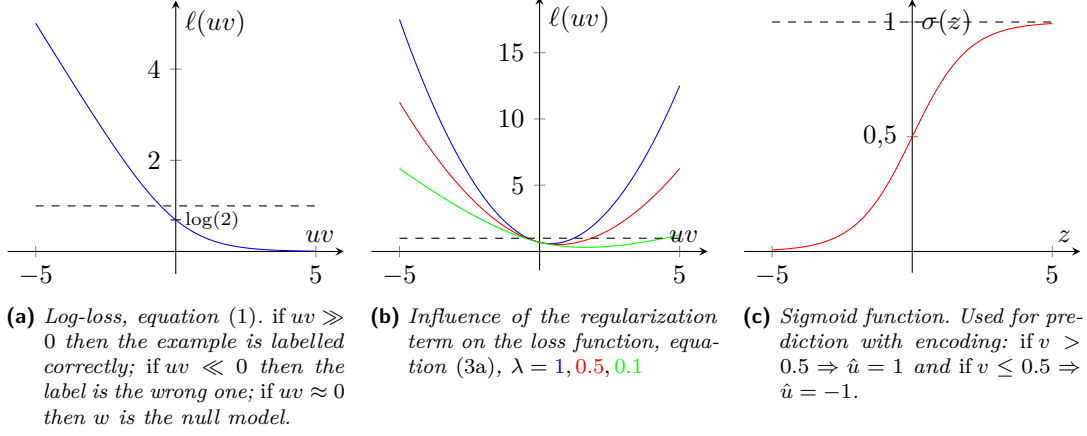 ℓ(uv)
4
2
log(2)
uv
−5
5
(a) Log-loss, equation (1). if uv ≫
0 then the example is labelled
correctly; if uv ≪ 0 then the
label is the wrong one; if uv ≈ 0
then w is the null model.
ℓ(uv)
15
10
5
uv
−5
5
(b) Influence of the regularization
term on the loss function, equa-
tion (3a), λ = 1, 0.5, 0.1
1
σ(z)
0,5
z
−5
5
(c) Sigmoid function. Used for pre-
diction with encoding: if v >
0.5 ⇒ û = 1 and if v ≤ 0.5 ⇒
û = −1.